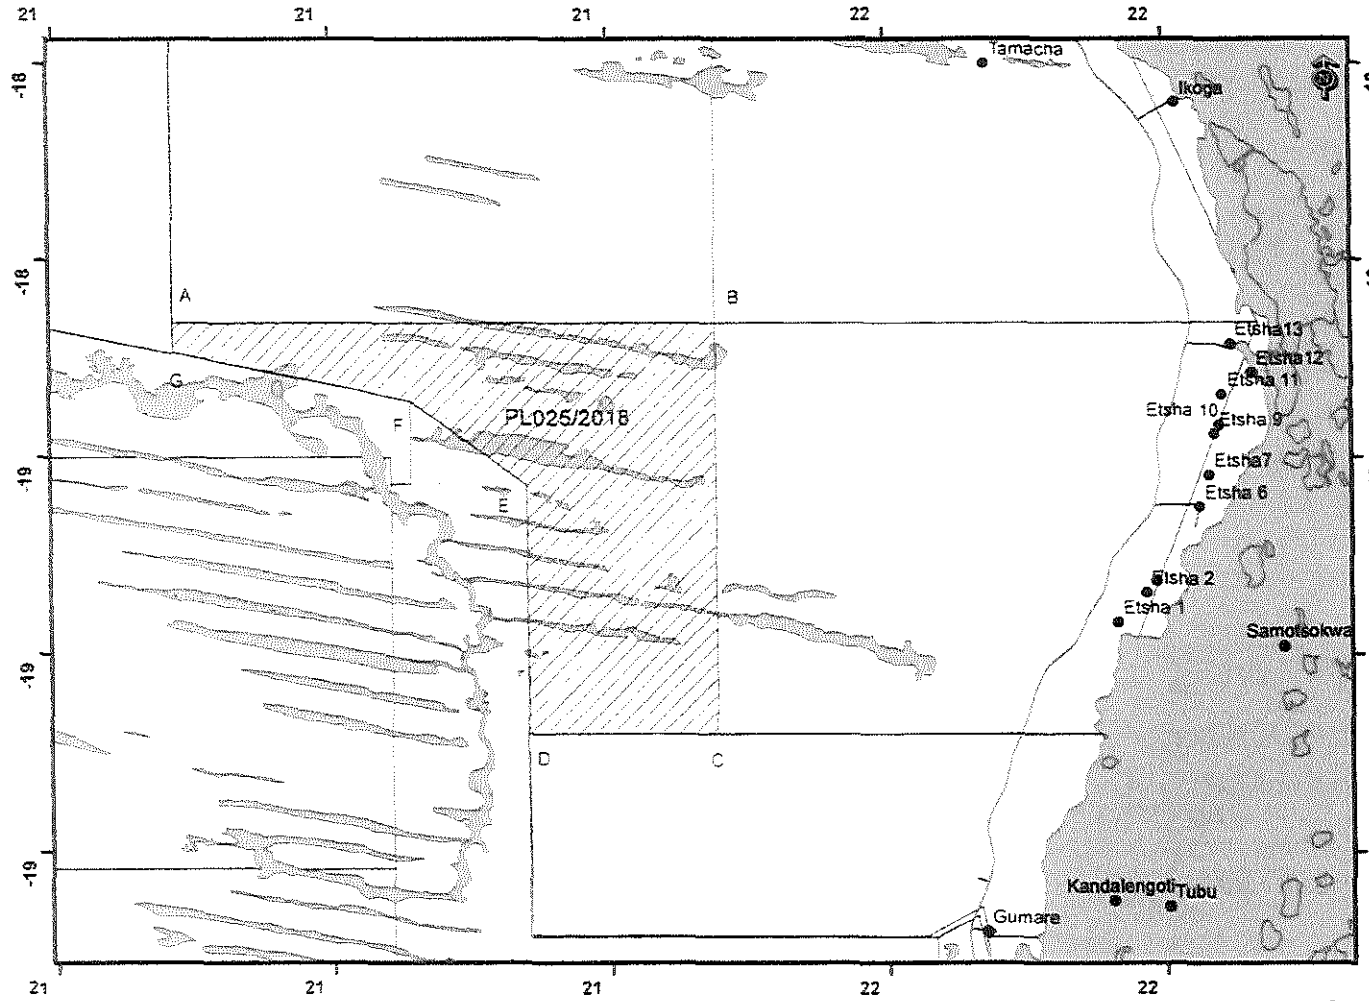 21 21 21 22 22
Tamacha
-18
Ikoga
-18
A B
Etsha13
Etsha12
G Etsha 11
F PL025/2018 Etsha 10 Etsha 9
-19
Etsha7
E Etsha 6
Etsha 2
Etsha 1
Samotsokwa
-19
D C
-19
Kandalengoti Tubu
Gumare
21 21 21 22 22